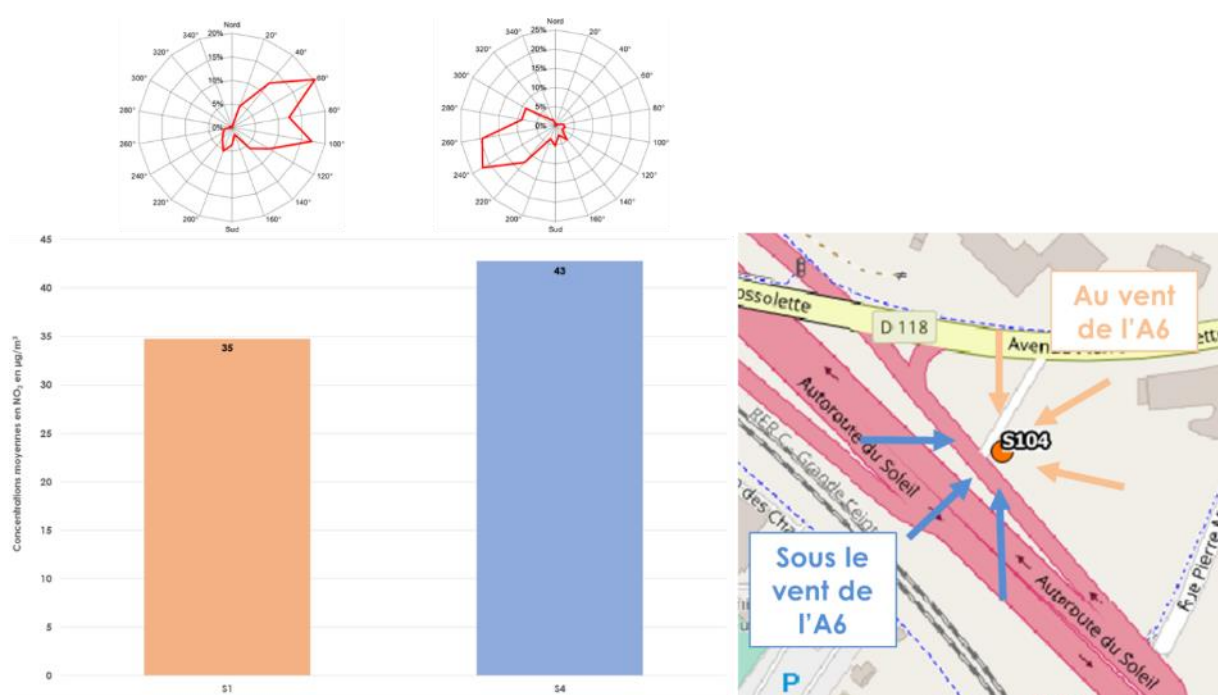 Nord
20%
15%
10%
5%
0%
20°
40°
60°
80°
100°
120°
140°
160°
Sud
200°
220°
240°
260°
280°
300°
320°
340°
Nord
25%
20%
15%
10%
5%
0%
20°
40°
60°
80°
100°
120°
140°
160°
Sud
200°
220°
240°
260°
280°
300°
320°
340°
Concentrations moyennes en NO₂ en µg/m³
45
40
35
30
25
20
15
10
5
0
35
43
S1
S4
ossolette
D 118
Au vent
de l'A6
Autoroute du Soleil
RER C - Grande Ceint
S104
Sous le
vent de
l'A6
Autoroute du Soleil
Rue Pierre
P